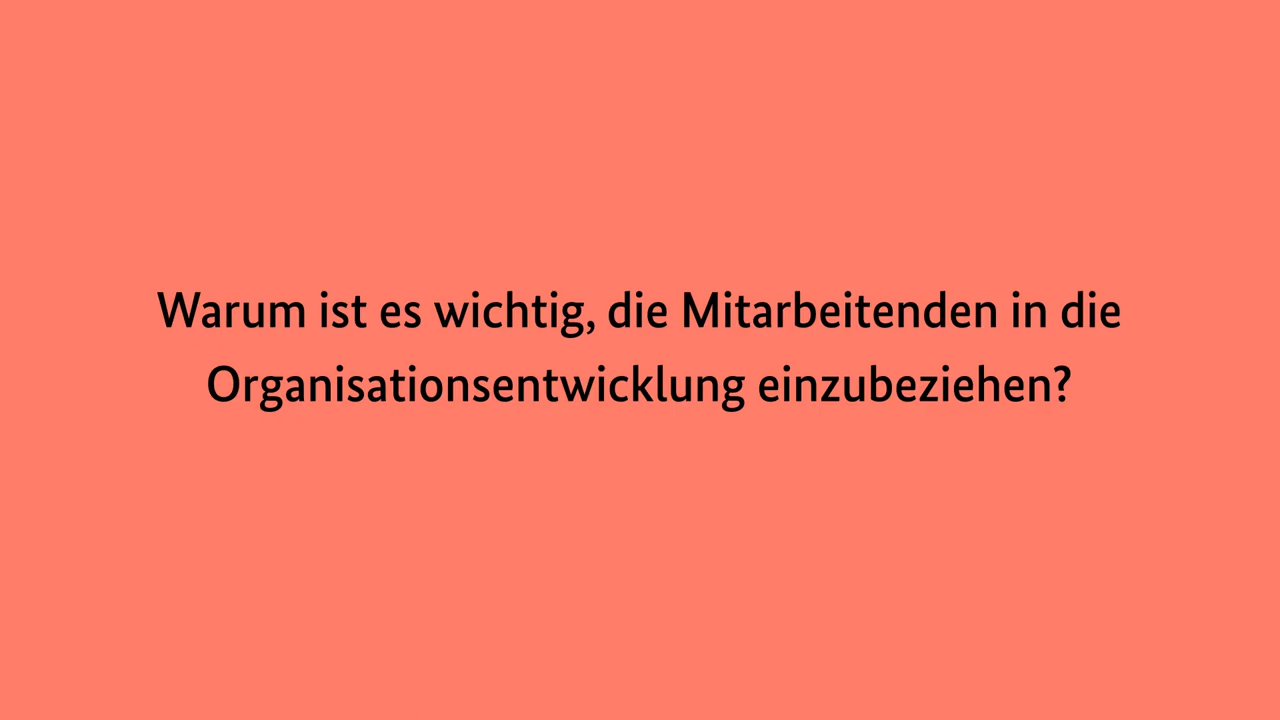 Warum ist es wichtig, die Mitarbeitenden in die
Organisationsentwicklung einzubeziehen?